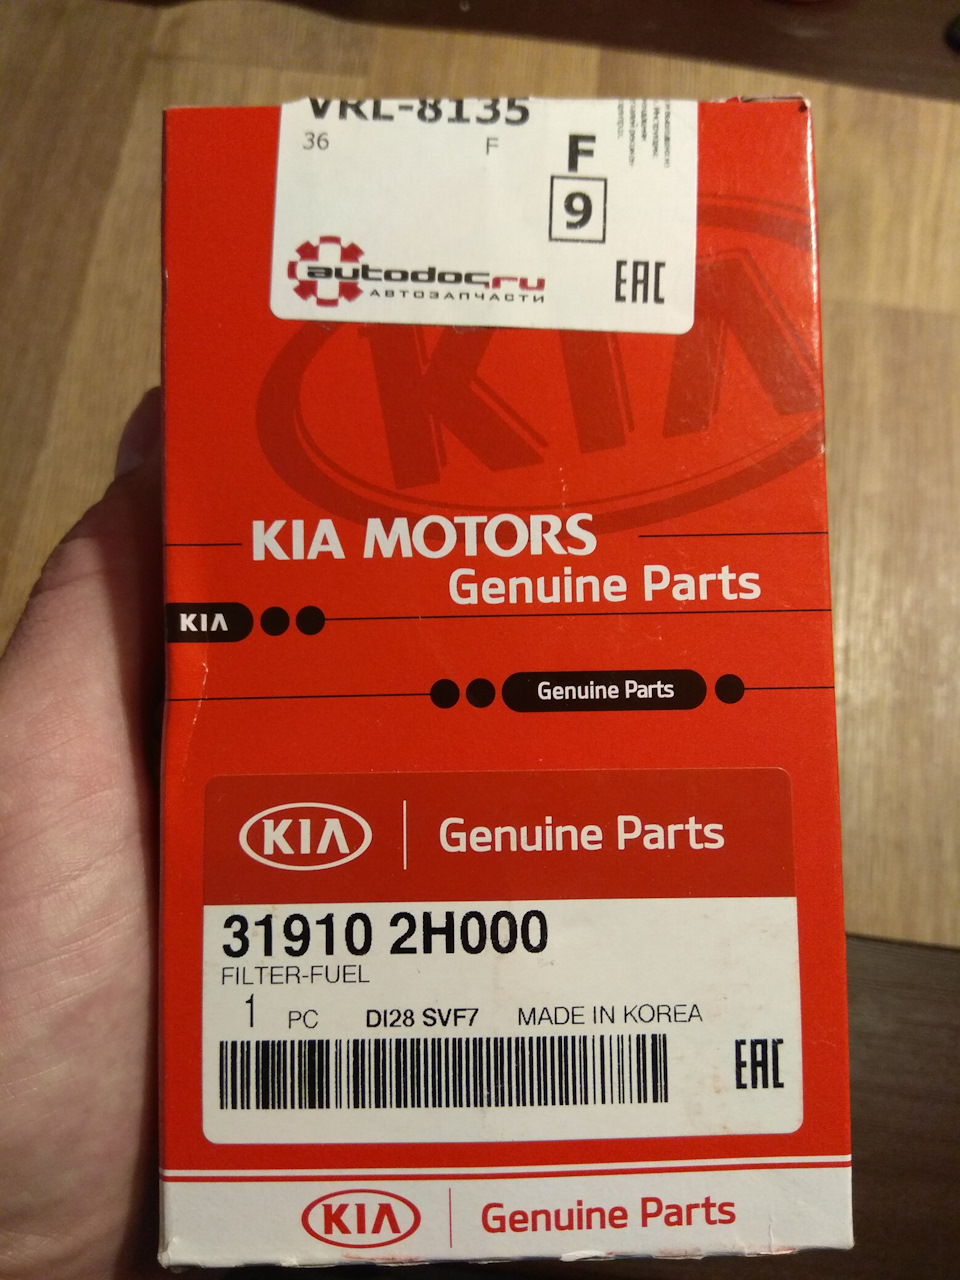 VRL-8135
36 F F
9
autodoc.ru
АВТОЗАПЧАСТИ
EAC
KIA
KIA MOTORS
Genuine Parts
KIA
Genuine Parts
KIA Genuine Parts
31910 2H000
FILTER-FUEL
1 PC DI28 SVF7 MADE IN KOREA
EAC
KIA Genuine Parts